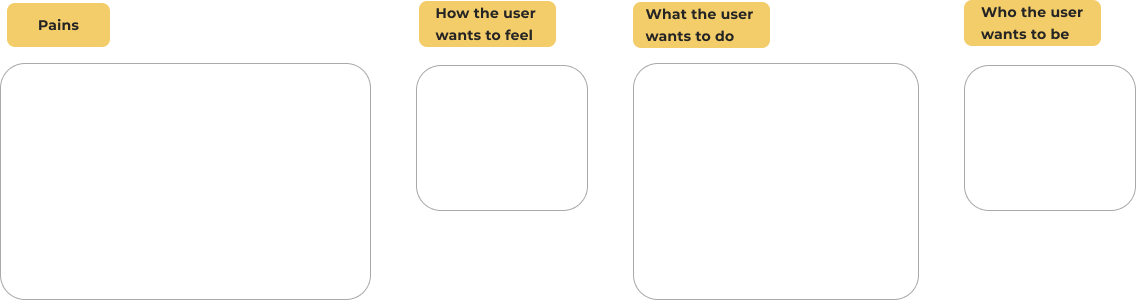 Pains
How the user
wants to feel
What the user
wants to do
Who the user
wants to be